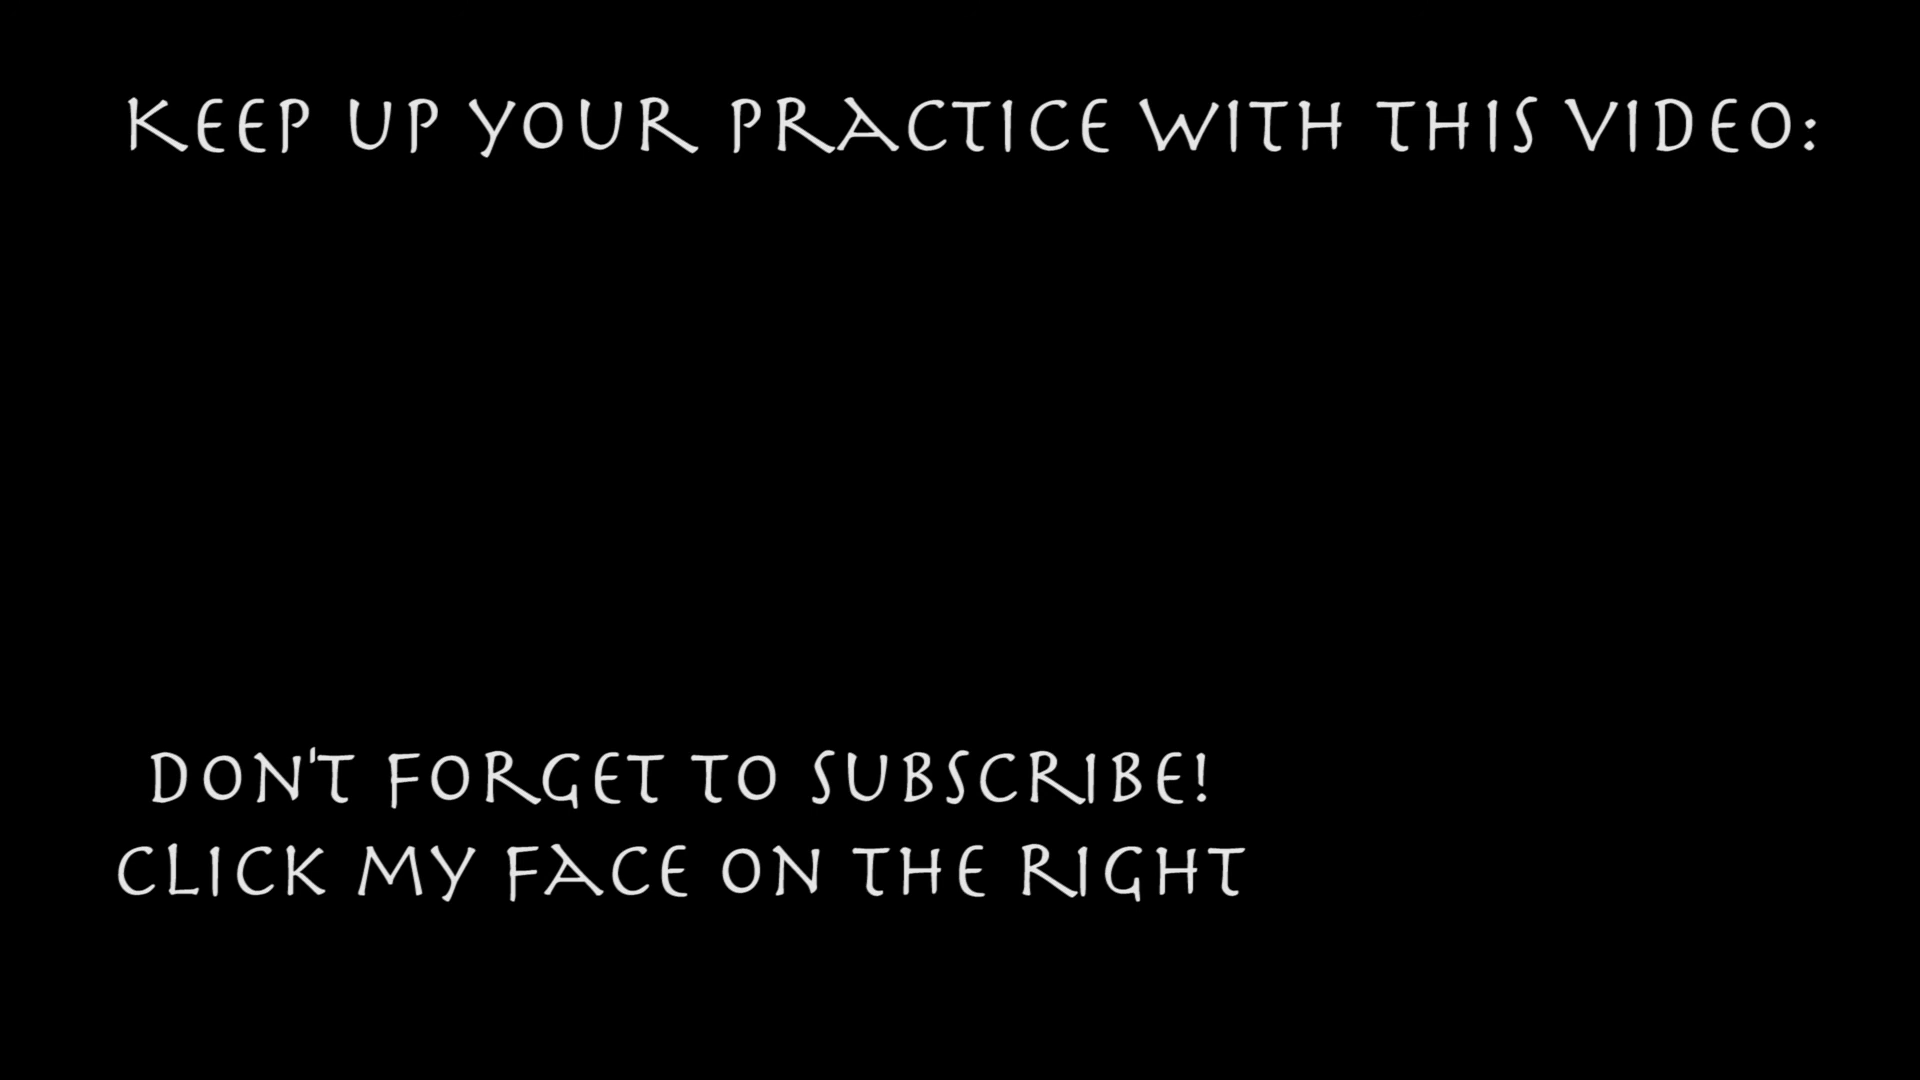 KEEP UP YOUR PRACTICE WITH THIS VIDEO:
DON'T FORGET TO SUBSCRIBE!
CLICK MY FACE ON THE RIGHT